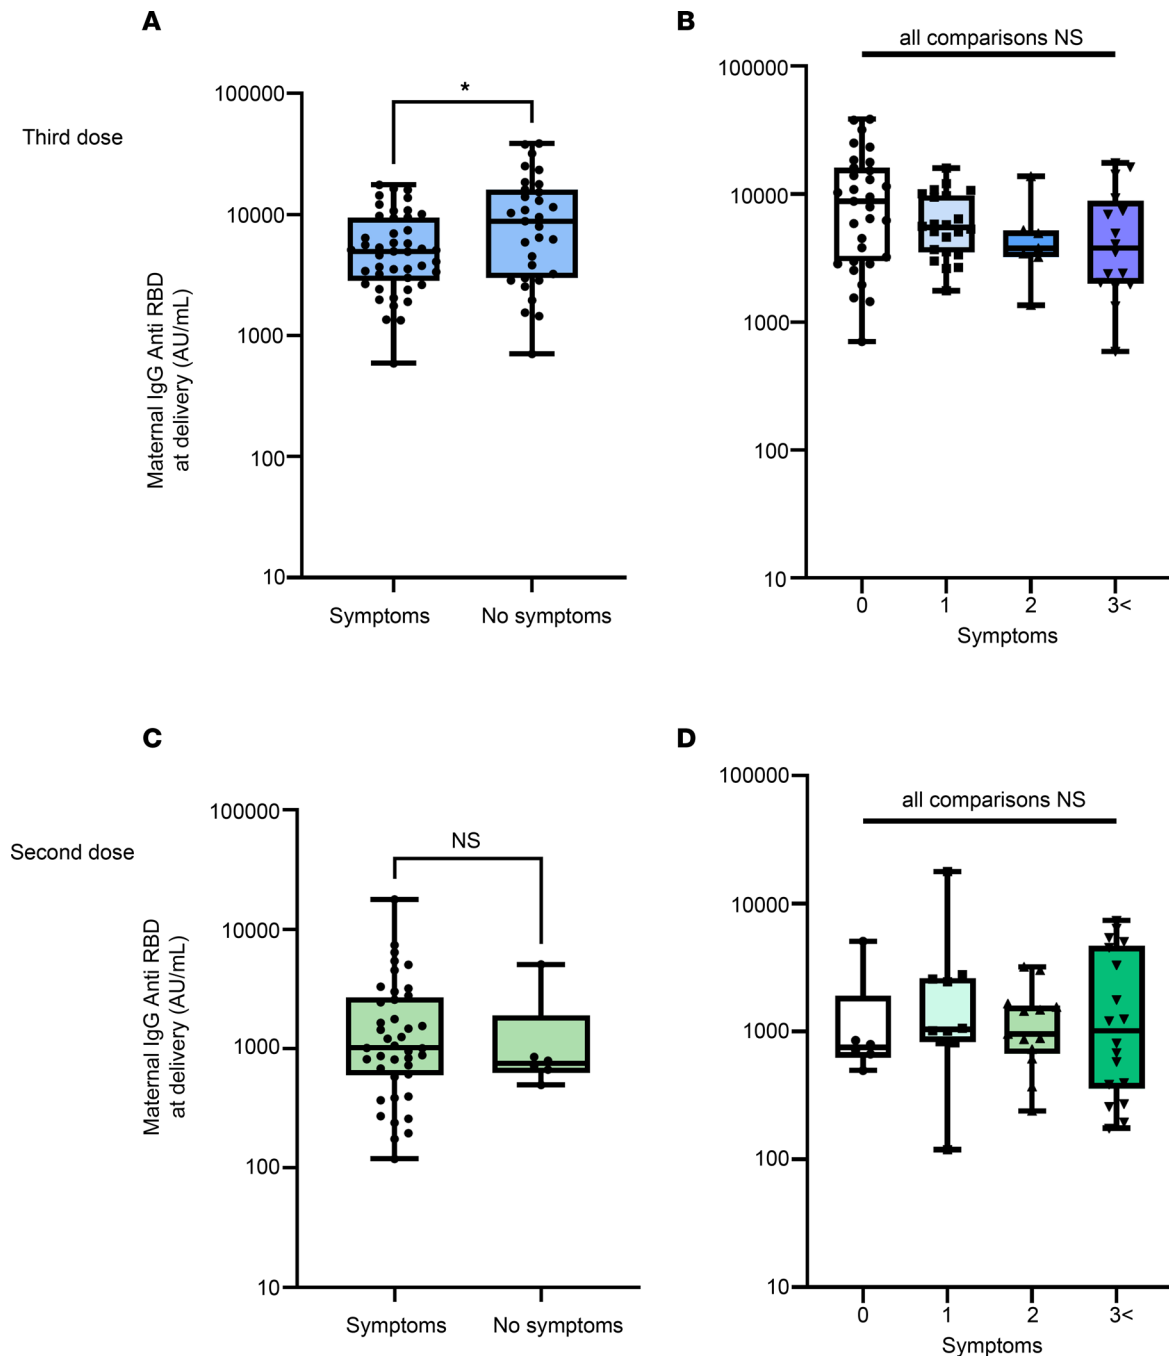 A
B
Third dose
all comparisons NS
*
100000
10000
1000
100
10
Maternal IgG Anti RBD
at delivery (AU/mL)
Symptoms
No symptoms
100000
10000
1000
100
10
0
1
2
3<
Symptoms
C
D
Second dose
all comparisons NS
NS
100000
10000
1000
100
10
Maternal IgG Anti RBD
at delivery (AU/mL)
Symptoms
No symptoms
100000
10000
1000
100
10
0
1
2
3<
Symptoms